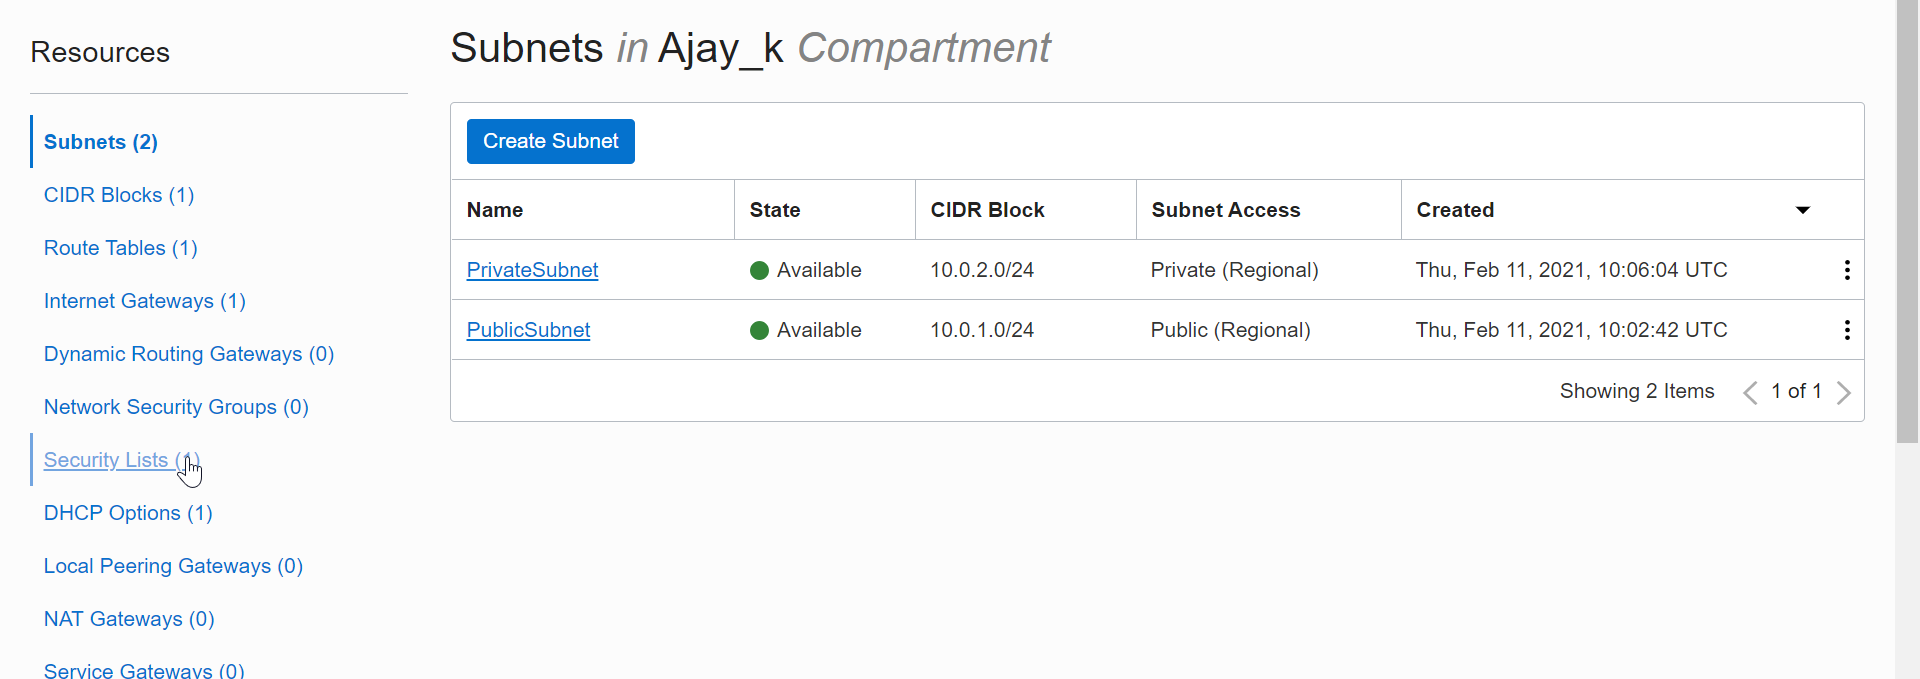 Resources
Subnets (2)
CIDR Blocks (1)
Route Tables (1)
Internet Gateways (1)
Dynamic Routing Gateways (0)
Network Security Groups (0)
Security Lists (1)
DHCP Options (1)
Local Peering Gateways (0)
NAT Gateways (0)
Service Gateways (0)
Subnets in Ajay_k Compartment
Create Subnet
Name State CIDR Block Subnet Access Created
PrivateSubnet Available 10.0.2.0/24 Private (Regional) Thu, Feb 11, 2021, 10:06:04 UTC
PublicSubnet Available 10.0.1.0/24 Public (Regional) Thu, Feb 11, 2021, 10:02:42 UTC
Showing 2 Items 1 of 1